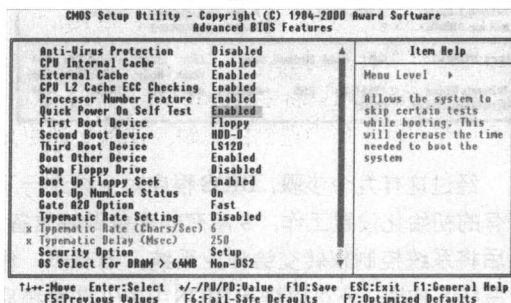 CMOS Setup Utility - Copyright (C) 1984-2000 Award Software
Advanced BIOS Features
Anti-Virus Protection Disabled
CPU Internal Cache Enabled
External Cache Enabled
CPU L2 Cache ECC Checking Enabled
Processor Number Feature Enabled
Quick Power On Self Test Enabled
First Boot Device Floppy
Second Boot Device HDD-0
Third Boot Device LS120
Boot Other Device Enabled
Swap Floppy Drive Disabled
Boot Up Floppy Seek Enabled
Boot Up NumLock Status On
Gate A20 Option Fast
Typematic Rate Setting Disabled
x Typematic Rate (Chars/Sec) 6
x Typematic Delay (Msec) 250
Security Option Setup
OS Select For DRAM > 64MB Non-OS2
Item Help
Menu Level ▸
Allows the system to
skip certain tests
while booting. This
will decrease the time
needed to boot the
system
↑↓→←:Move Enter:Select +/-/PU/PD:Value F10:Save ESC:Exit F1:General Help
F5:Previous Values F6:Fail-Safe Defaults F7:Optimized Defaults